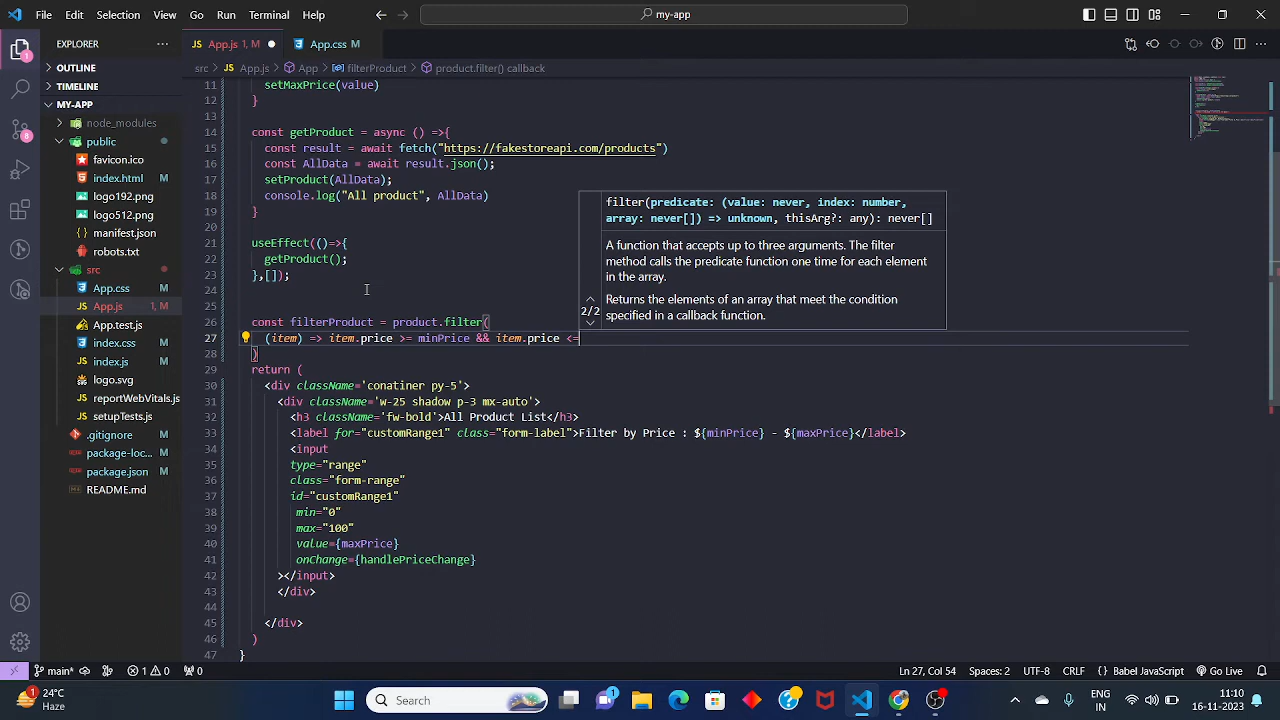 File Edit Selection View Go Run Terminal Help
my-app
EXPLORER
OUTLINE
TIMELINE
MY-APP
node_modules
public
favicon.ico
index.html M
logo192.png
logo512.png
manifest.json
robots.txt
src
App.css M
JS App.js 1, M
App.test.js
index.css M
JS index.js M
logo.svg
JS reportWebVitals.js
JS setupTests.js
.gitignore M
package-loc... M
package.json M
README.md
1
8
JS App.js 1, M
App.css M
src > JS App.js > App > filterProduct > product.filter() callback
11 setMaxPrice(value)
12 }
13
14 const getProduct = async () =>{
15 const result = await fetch("https://fakestoreapi.com/products")
16 const AllData = await result.json();
17 setProduct(AllData);
18 console.log("All product", AllData)
19 }
20
21 useEffect(()=>{
22 getProduct();
23 },[]);
24
25
26 const filterProduct = product.filter(
27 (item) => item.price >= minPrice && item.price <=
28 )
29 return (
30 <div className='conatiner py-5'>
31 <div className='w-25 shadow p-3 mx-auto'>
32 <h3 className='fw-bold'>All Product List</h3>
33 <label for="customRange1" class="form-label">Filter by Price : ${minPrice} - ${maxPrice}</label>
34 <input
35 type="range"
36 class="form-range"
37 id="customRange1"
38 min="0"
39 max="100"
40 value={maxPrice}
41 onChange={handlePriceChange}
42 ></input>
43 </div>
44
45 </div>
46 )
47 }
filter(predicate: (value: never, index: number,
array: never[]) => unknown, thisArg?: any): never[]
A function that accepts up to three arguments. The filter
method calls the predicate function one time for each element
in the array.
2/2
Returns the elements of an array that meet the condition
specified in a callback function.
main* 1 0 0
Ln 27, Col 54 Spaces: 2 UTF-8 CRLF {} Babel JavaScript Go Live
1
24°C
Haze
Search
1
ENG
IN
11:10
16-11-2023